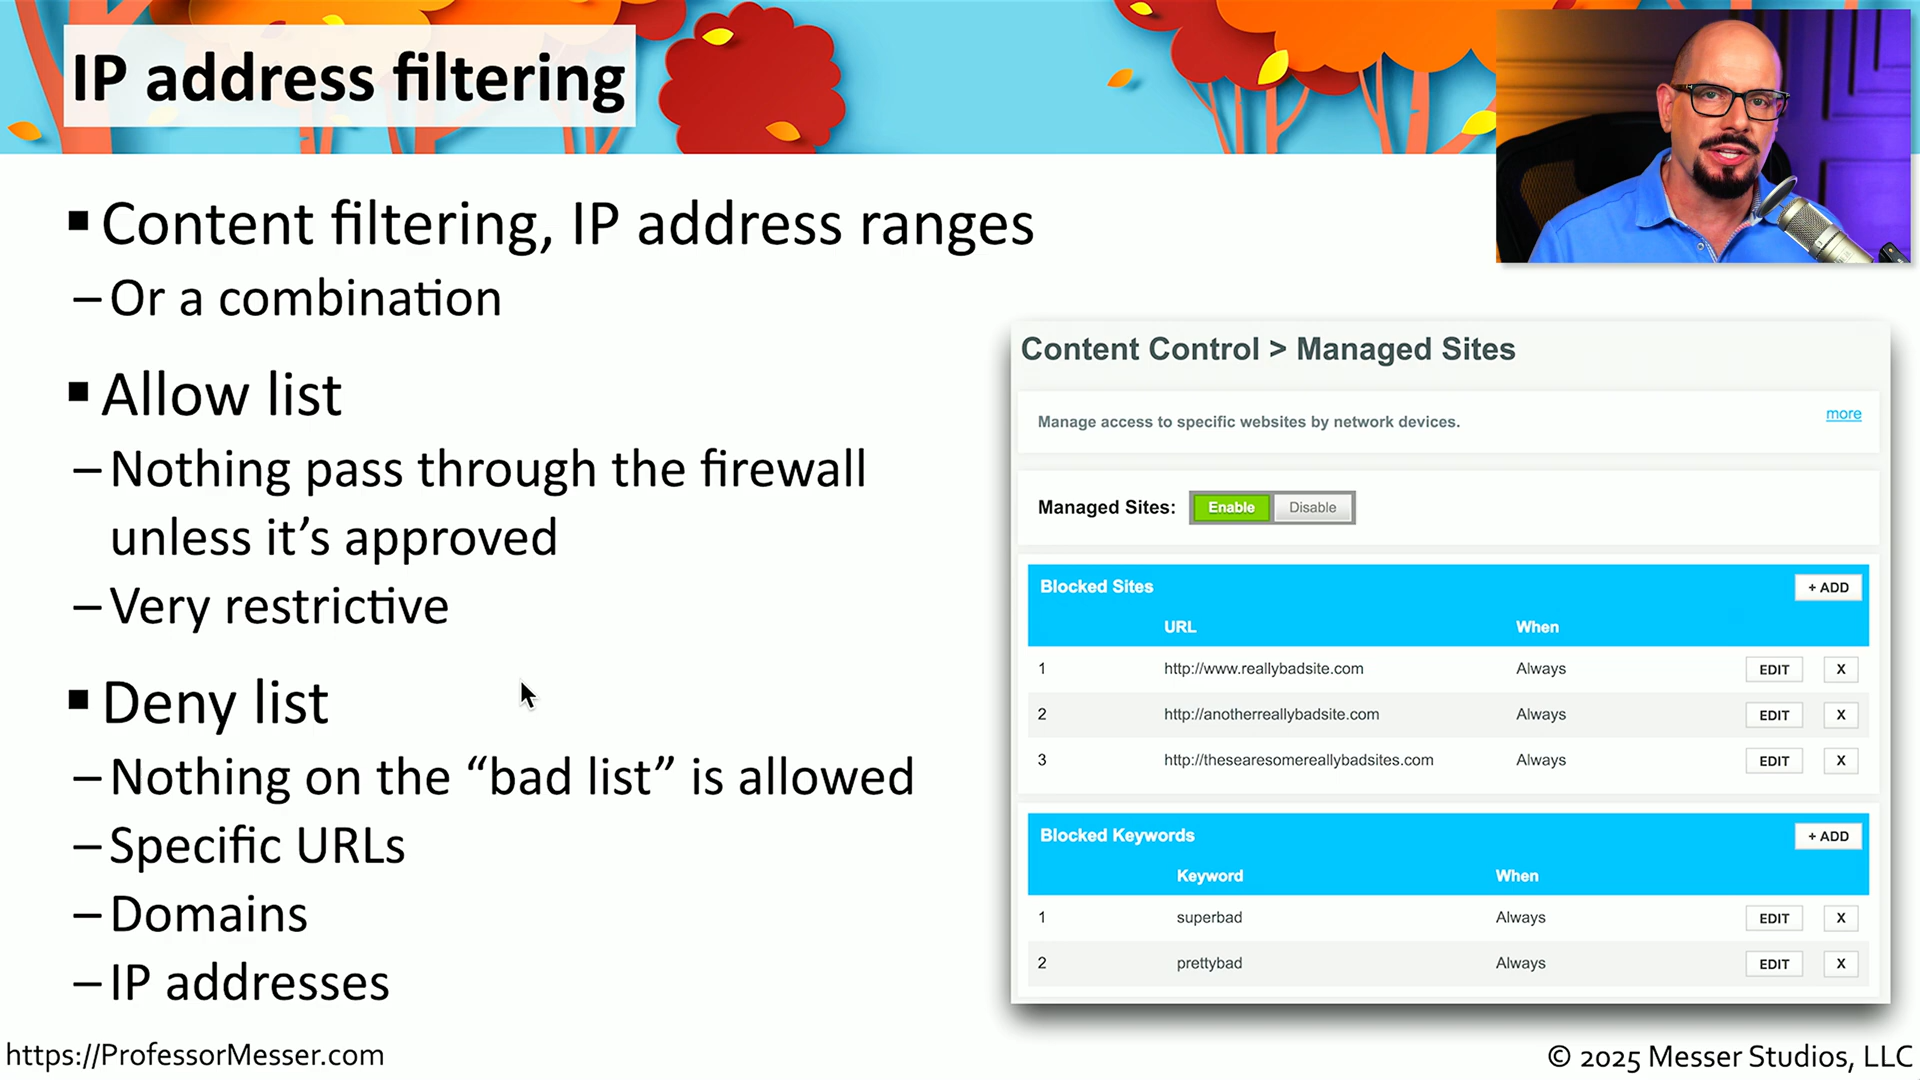 IP address filtering
▪ Content filtering, IP address ranges
– Or a combination
▪ Allow list
– Nothing pass through the firewall
unless it’s approved
– Very restrictive
▪ Deny list
– Nothing on the “bad list” is allowed
– Specific URLs
– Domains
– IP addresses
Content Control > Managed Sites
Manage access to specific websites by network devices. more
Managed Sites: Enable Disable
Blocked Sites + ADD
URL When
1 http://www.reallybadsite.com Always EDIT X
2 http://anotherreallybadsite.com Always EDIT X
3 http://thesearesomereallybadsites.com Always EDIT X
Blocked Keywords + ADD
Keyword When
1 superbad Always EDIT X
2 prettybad Always EDIT X
https://ProfessorMesser.com
© 2025 Messer Studios, LLC